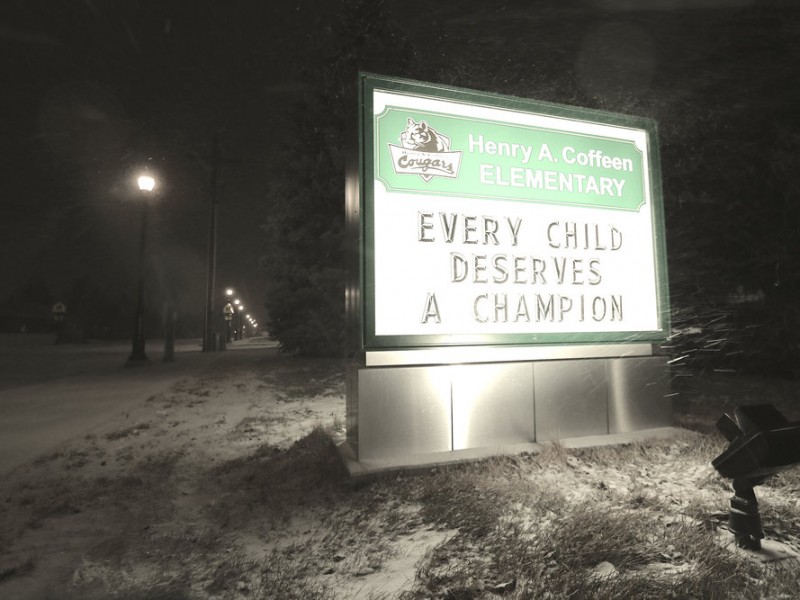 Cougars
Henry A. Coffeen
ELEMENTARY
EVERY CHILD
DESERVES
A CHAMPION